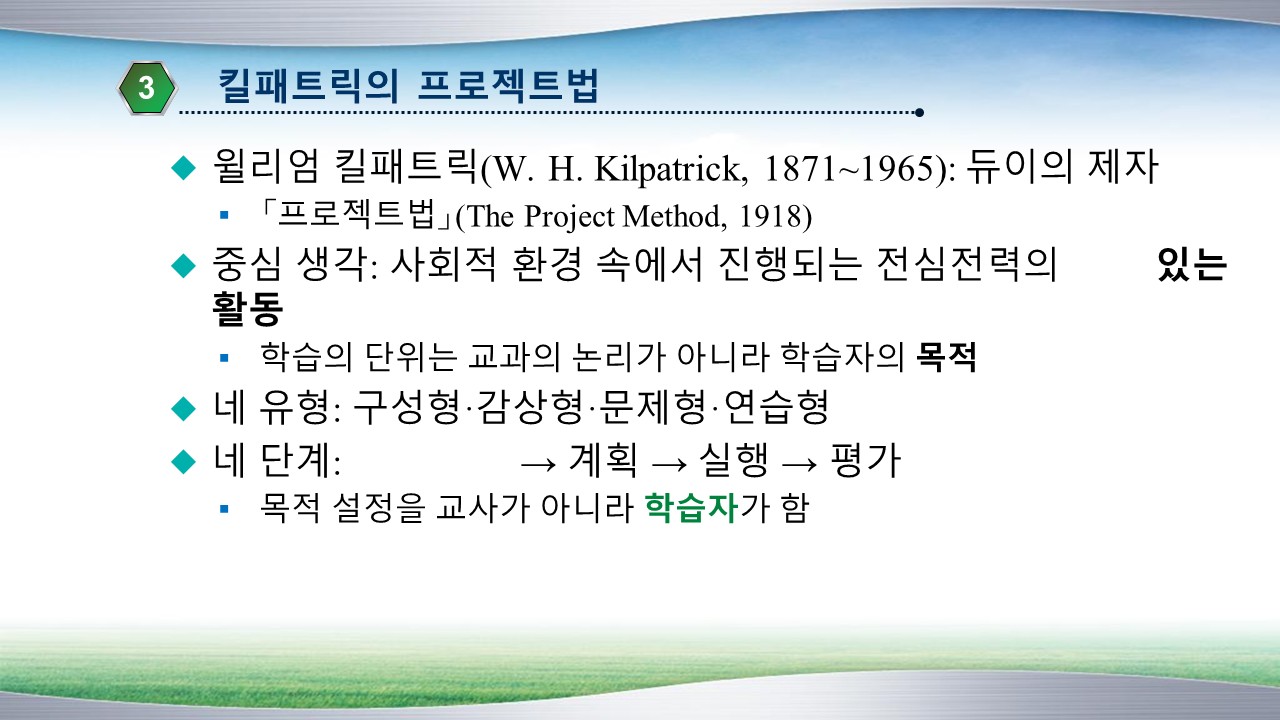 3 킬패트릭의 프로젝트법
윌리엄 킬패트릭(W. H. Kilpatrick, 1871~1965): 듀이의 제자
「프로젝트법」(The Project Method, 1918)
중심 생각: 사회적 환경 속에서 진행되는 전심전력의 있는
활동
학습의 단위는 교과의 논리가 아니라 학습자의 목적
네 유형: 구성형·감상형·문제형·연습형
네 단계: → 계획 → 실행 → 평가
목적 설정을 교사가 아니라 학습자가 함